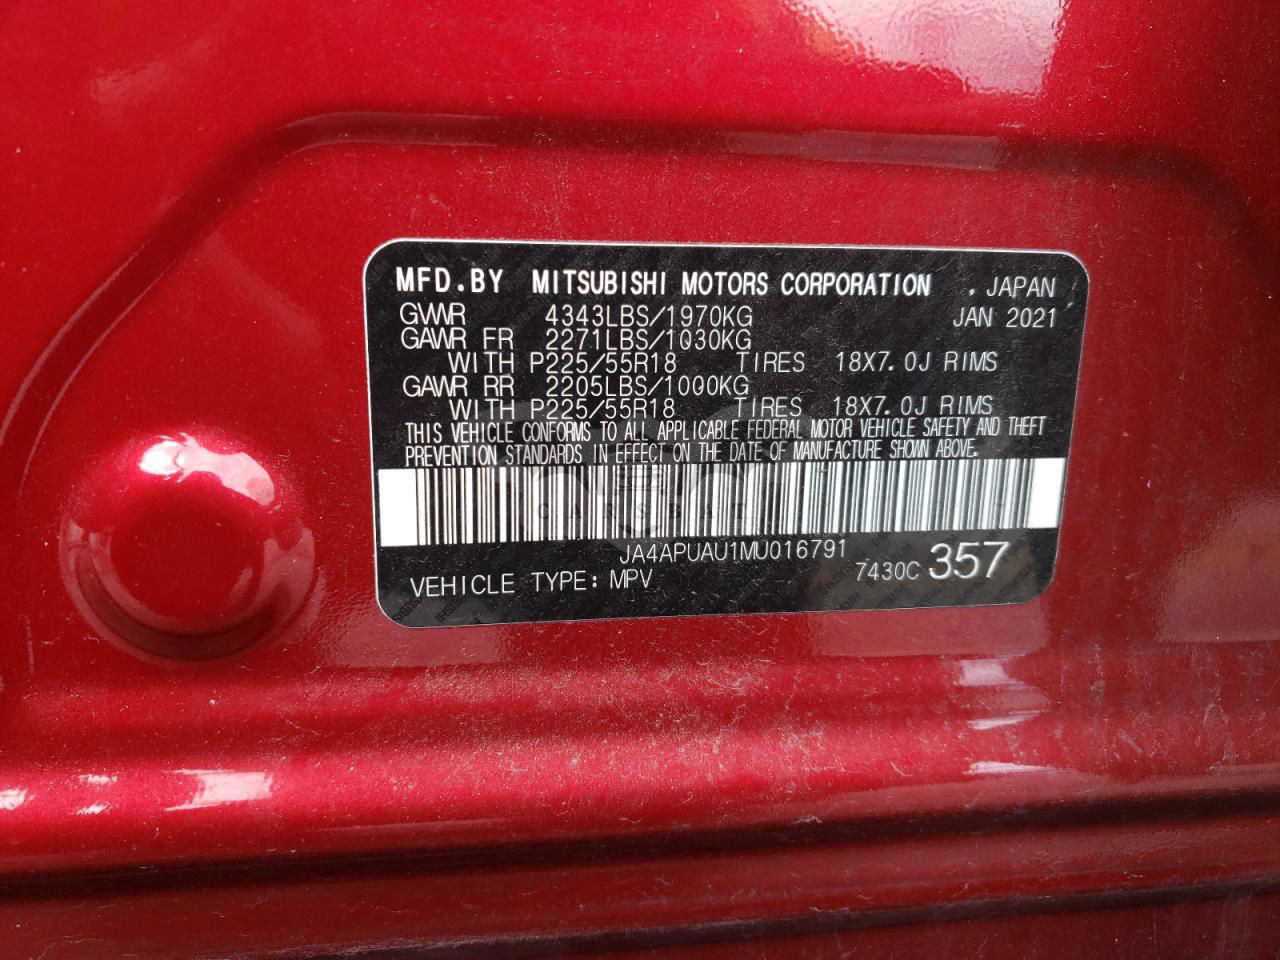 MFD.BY MITSUBISHI MOTORS CORPORATION , JAPAN
GVWR 4343LBS/1970KG JAN 2021
GAWR FR 2271LBS/1030KG
WITH P225/55R18 TIRES 18X7.0J RIMS
GAWR RR 2205LBS/1000KG
WITH P225/55R18 TIRES 18X7.0J RIMS
THIS VEHICLE CONFORMS TO ALL APPLICABLE FEDERAL MOTOR VEHICLE SAFETY AND THEFT
PREVENTION STANDARDS IN EFFECT ON THE DATE OF MANUFACTURE SHOWN ABOVE.
JA4APUAU1MU016791
VEHICLE TYPE: MPV 7430C 357